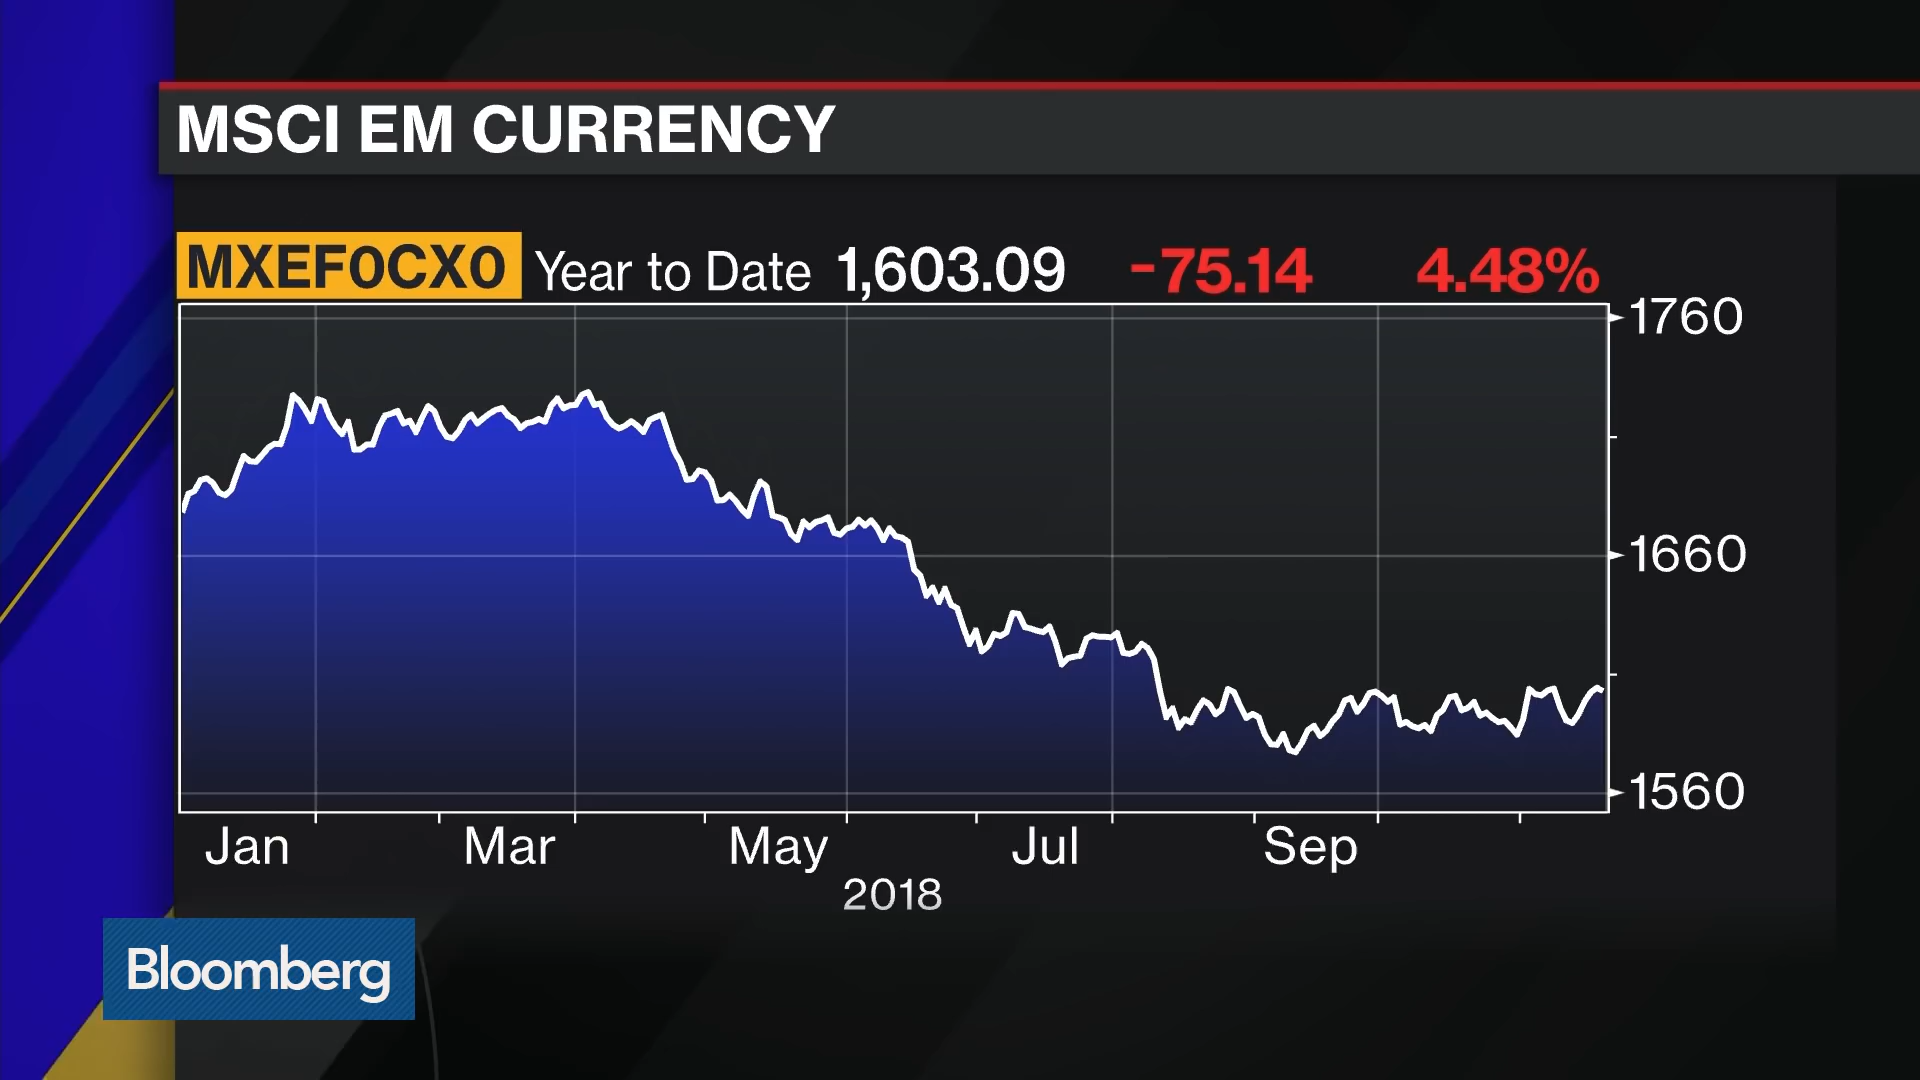 MSCI EM CURRENCY
MXEF0CX0 Year to Date 1,603.09 -75.14 4.48%
1760
1660
1560
Jan Mar May Jul Sep
2018
Bloomberg